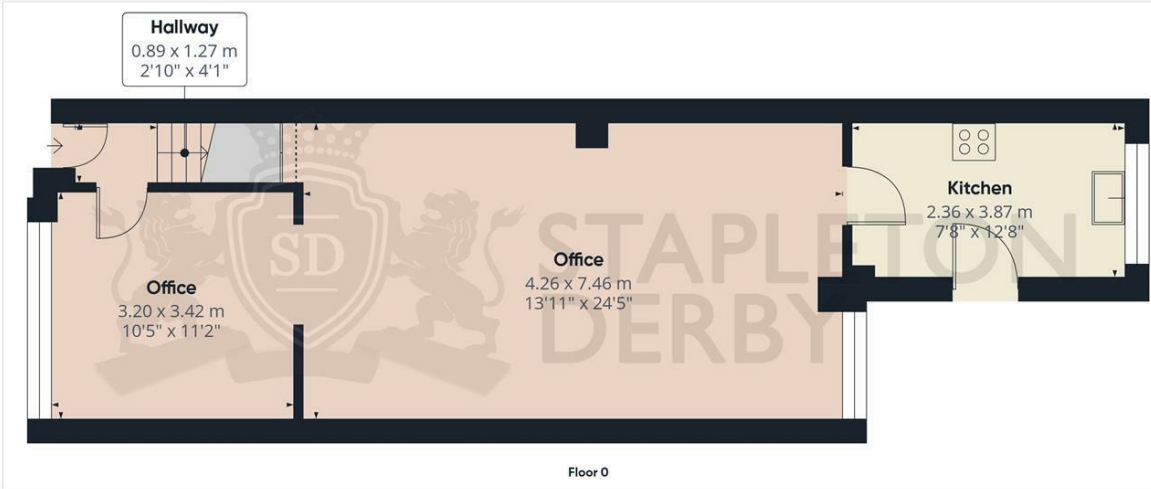 Hallway
0.89 x 1.27 m
2'10" x 4'1"
Kitchen
2.36 x 3.87 m
7'8" x 12'8"
Office
4.26 x 7.46 m
13'11" x 24'5"
Office
3.20 x 3.42 m
10'5" x 11'2"
SD
STAPLETON
DERBY
Floor 0